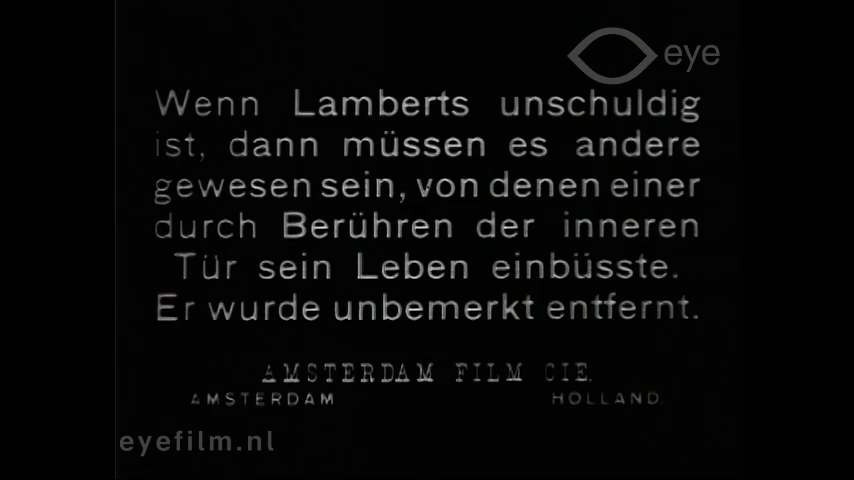 eye
Wenn Lamberts unschuldig
ist, dann müssen es andere
gewesen sein, von denen einer
durch Berühren der inneren
Tür sein Leben einbüsste.
Er wurde unbemerkt entfernt.
AMSTERDAM FILM CIE.
AMSTERDAM HOLLAND.
eyefilm.nl